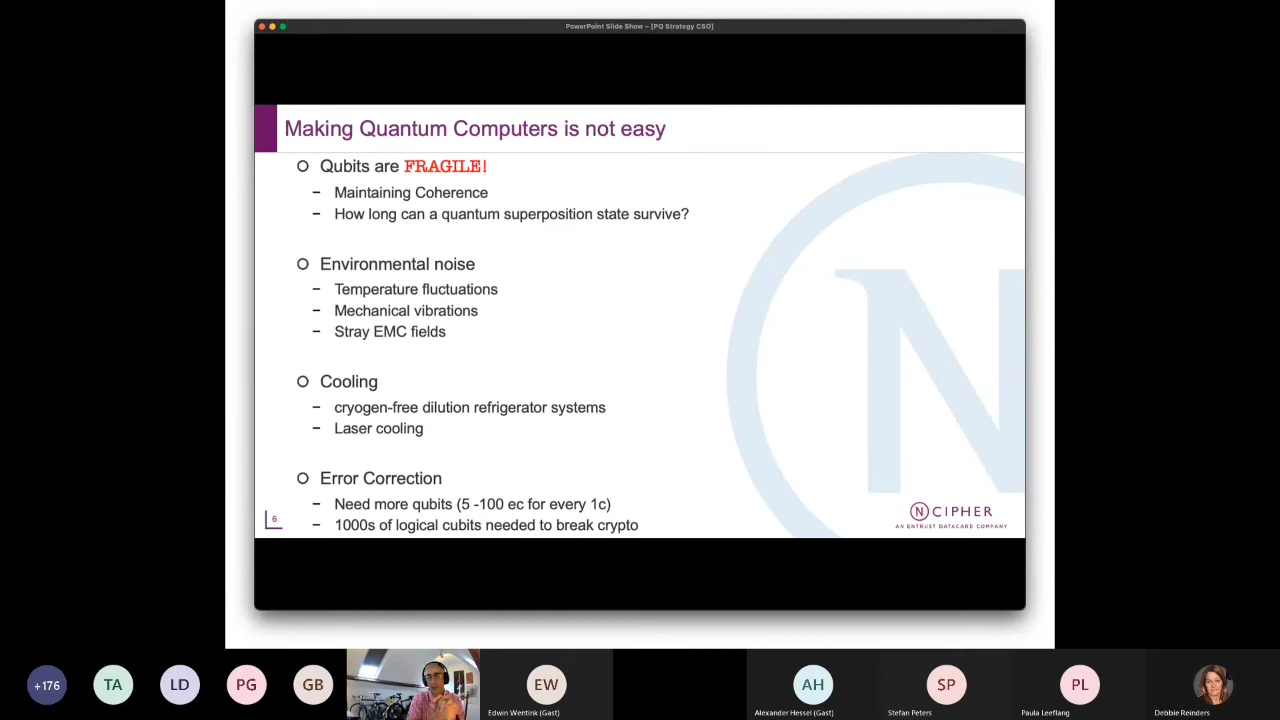 PowerPoint Slide Show - [PQ Strategy CSO]
Making Quantum Computers is not easy
Qubits are FRAGILE!
– Maintaining Coherence
– How long can a quantum superposition state survive?
Environmental noise
– Temperature fluctuations
– Mechanical vibrations
– Stray EMC fields
Cooling
– cryogen-free dilution refrigerator systems
– Laser cooling
Error Correction
– Need more qubits (5 -100 ec for every 1c)
– 1000s of logical cubits needed to break crypto
6
N
N CIPHER
AN ENTRUST DATACARD COMPANY
+176
TA
LD
PG
GB
EW
AH
SP
PL
Edwin Wentink (Gast)
Alexander Hessel (Gast)
Stefan Peters
Paula Leeflang
Debbie Reinders